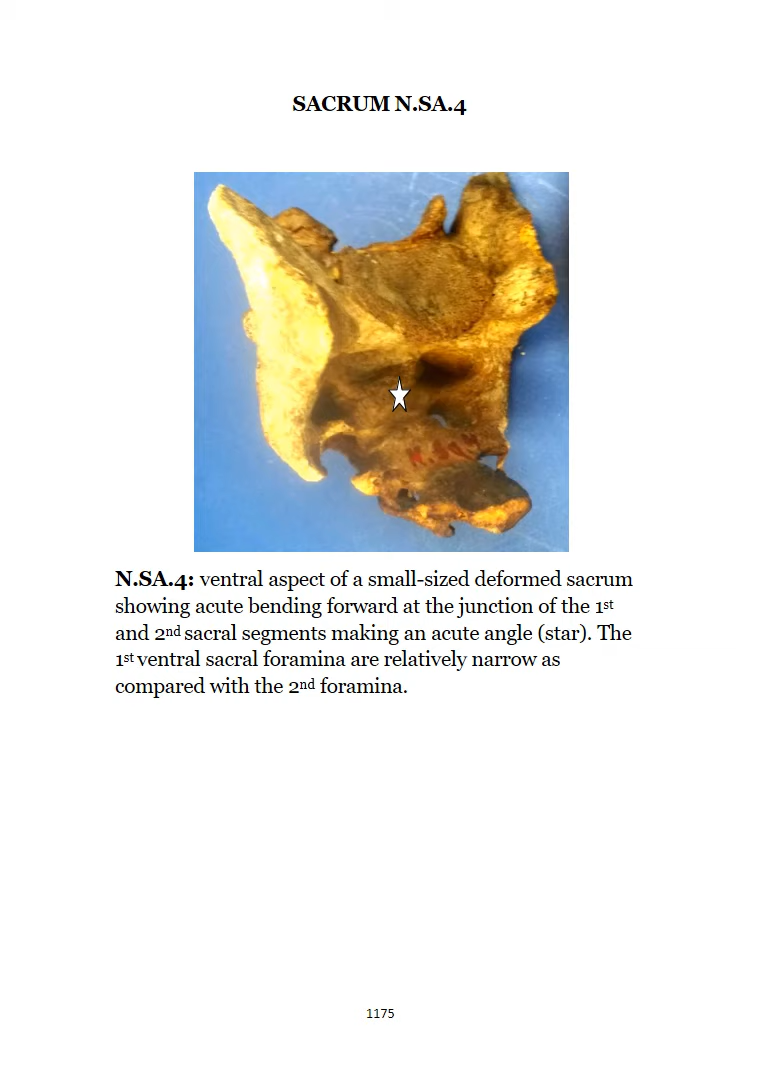 SACRUM N.SA.4
N.SA.4: ventral aspect of a small-sized deformed sacrum
showing acute bending forward at the junction of the 1st
and 2nd sacral segments making an acute angle (star). The
1st ventral sacral foramina are relatively narrow as
compared with the 2nd foramina.
1175